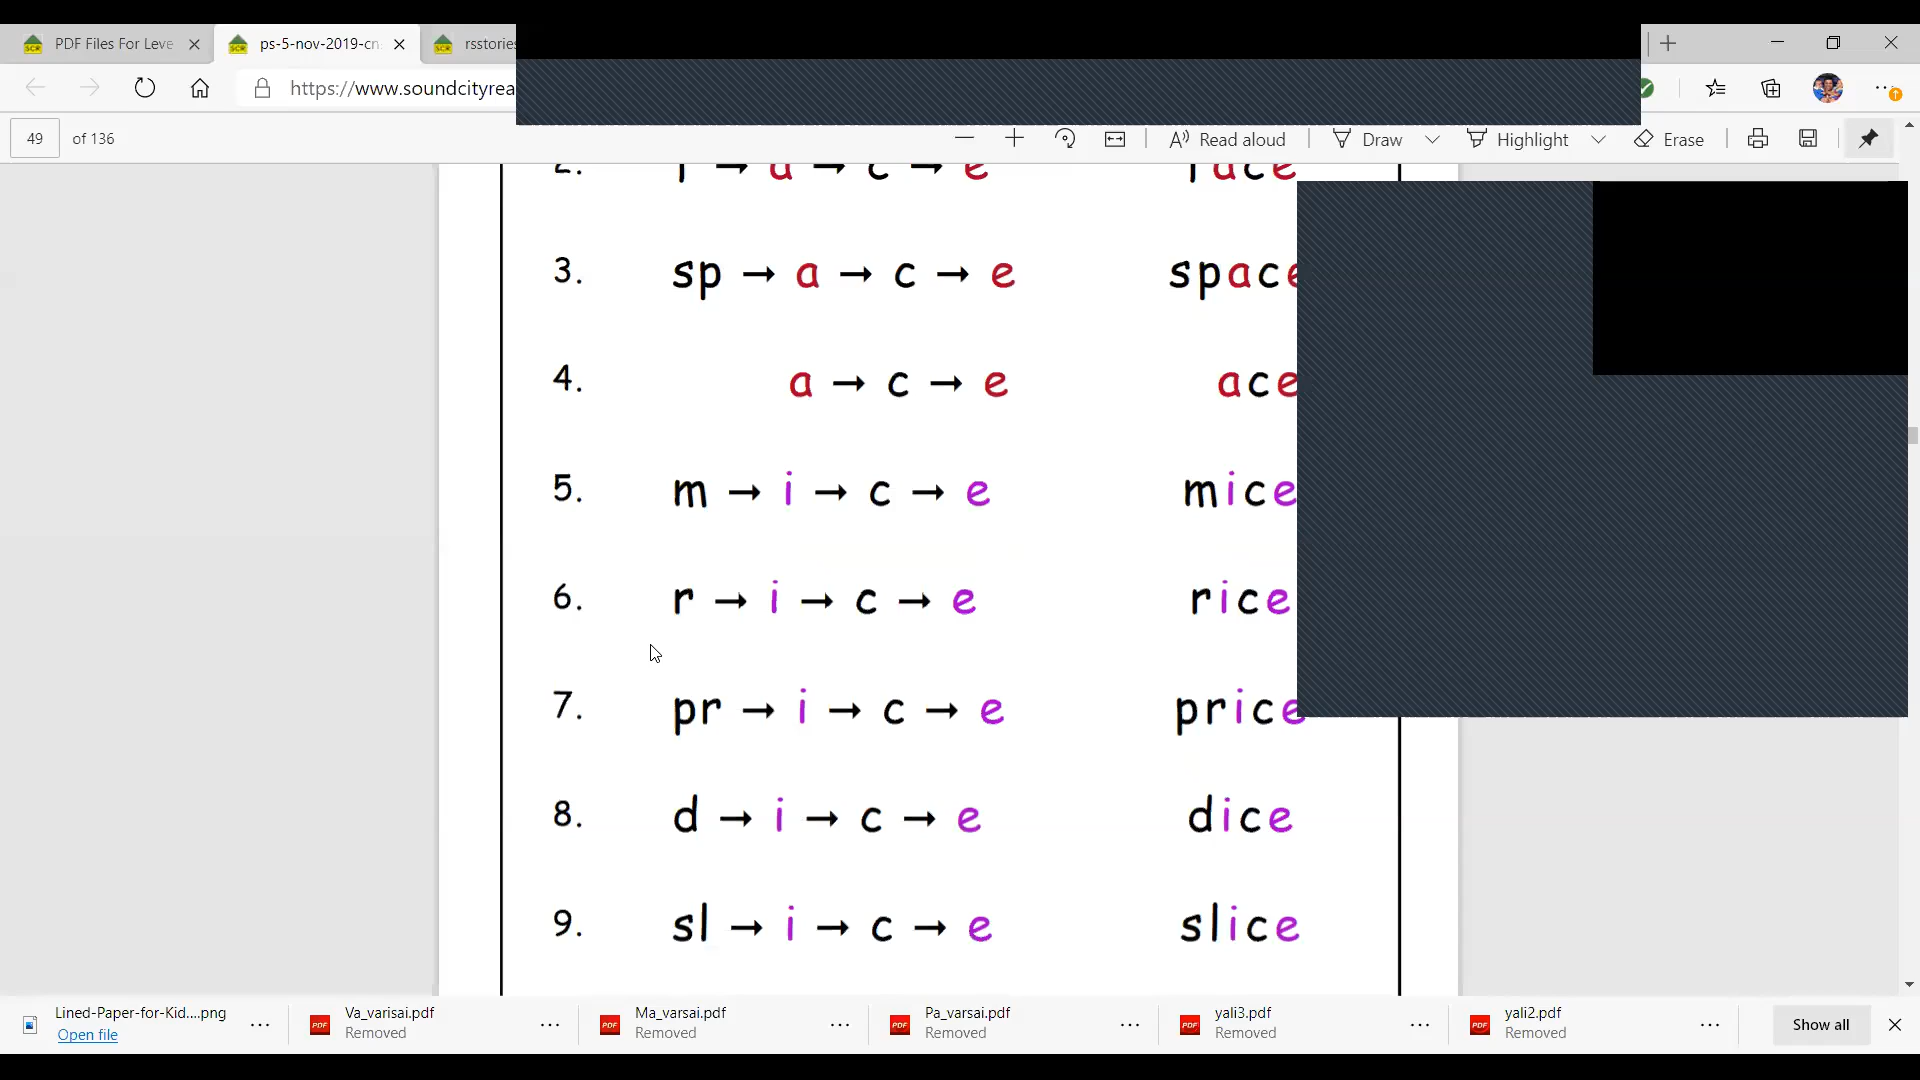 PDF Files For Leve
ps-5-nov-2019-cn
rsstories
https://www.soundcityrea
49 of 136
Read aloud Draw Highlight Erase
2. → a → c → e
3. sp → a → c → e space
4. a → c → e ace
5. m → i → c → e mice
6. r → i → c → e rice
7. pr → i → c → e price
8. d → i → c → e dice
9. sl → i → c → e slice
Lined-Paper-for-Kid....png
Open file
Va_varisai.pdf
Removed
Ma_varsai.pdf
Removed
Pa_varsai.pdf
Removed
yali3.pdf
Removed
yali2.pdf
Removed
Show all